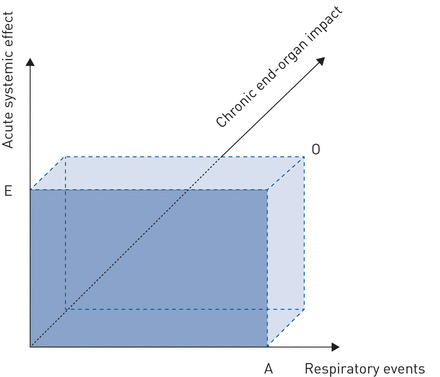 Acute systemic effect
Chronic end-organ impact
O
E
A
Respiratory events